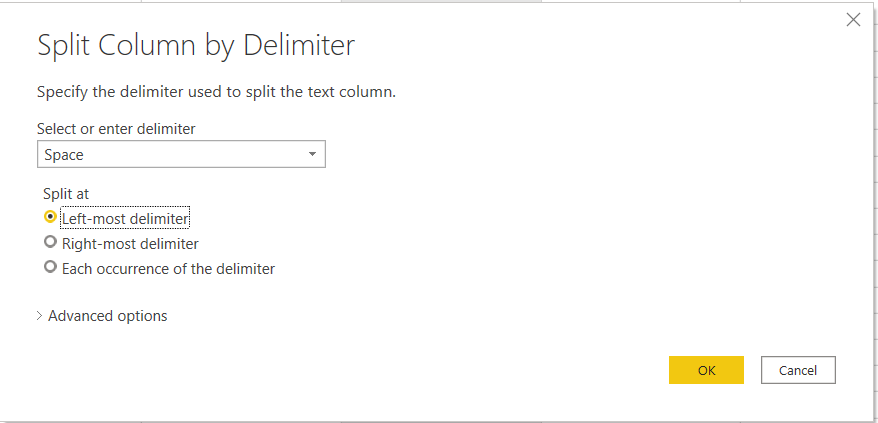 Split Column by Delimiter
Specify the delimiter used to split the text column.
Select or enter delimiter
Space
Split at
Left-most delimiter
Right-most delimiter
Each occurrence of the delimiter
Advanced options
OK
Cancel